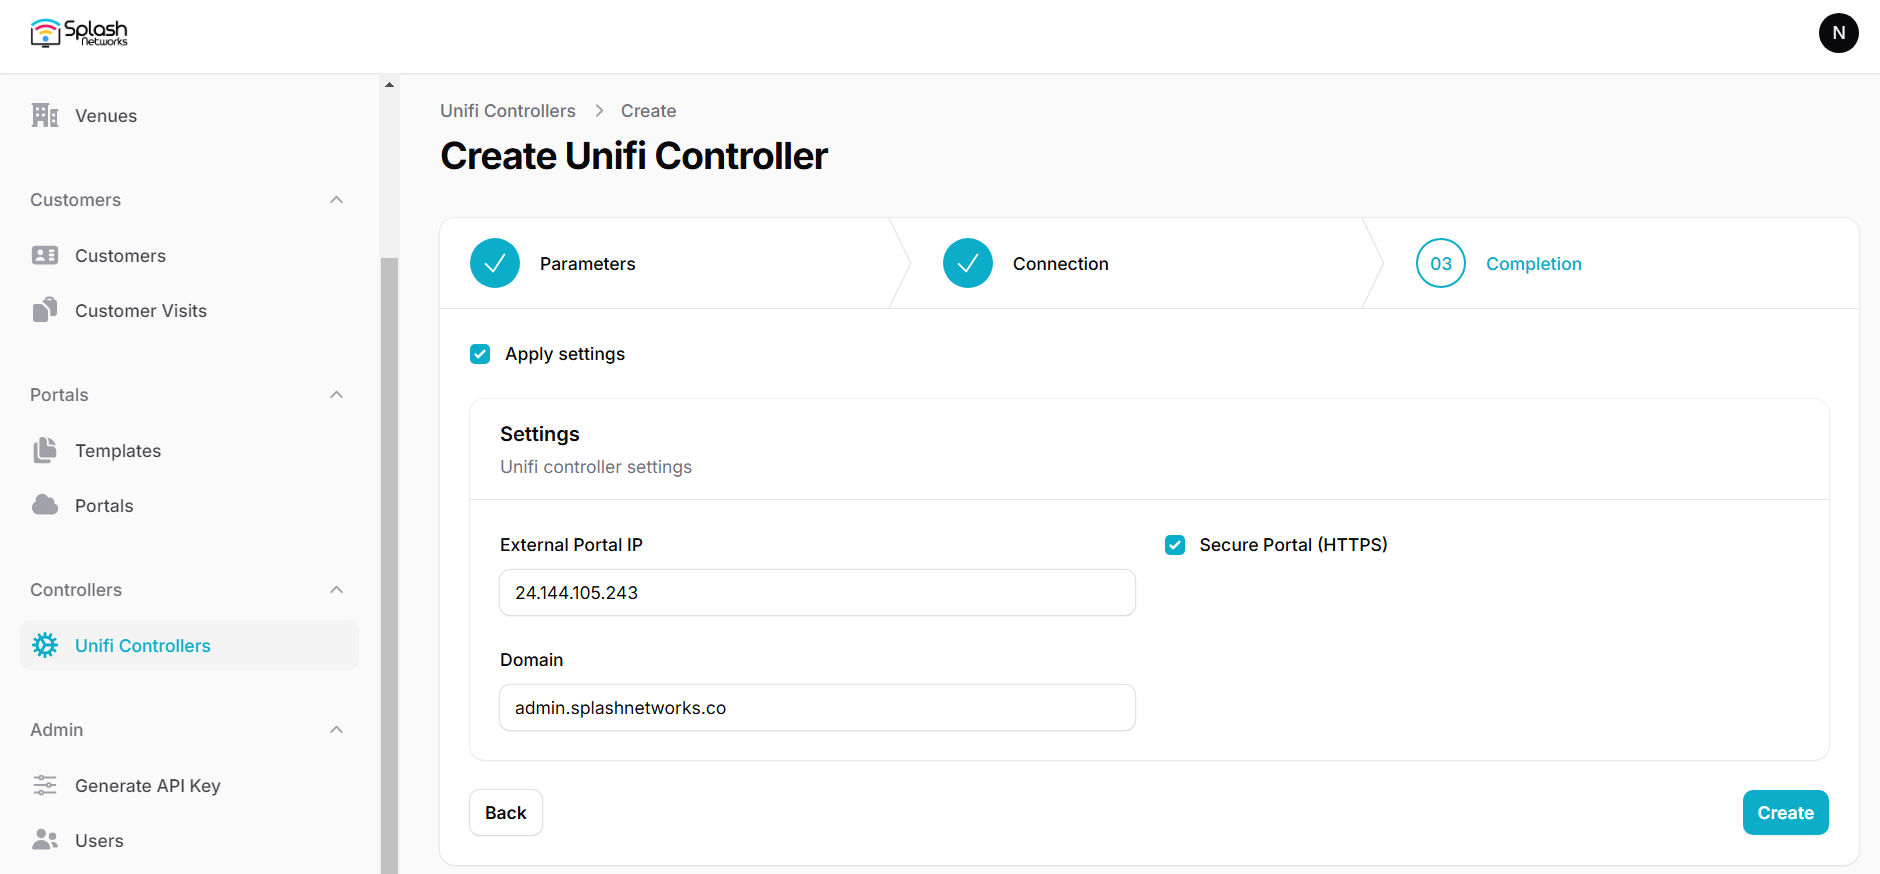 Splash
Networks
N
Venues
Customers
Customers
Customer Visits
Portals
Templates
Portals
Controllers
Unifi Controllers
Admin
Generate API Key
Users
Unifi Controllers > Create
Create Unifi Controller
Parameters
Connection
03 Completion
Apply settings
Settings
Unifi controller settings
External Portal IP
24.144.105.243
Secure Portal (HTTPS)
Domain
admin.splashnetworks.co
Back
Create